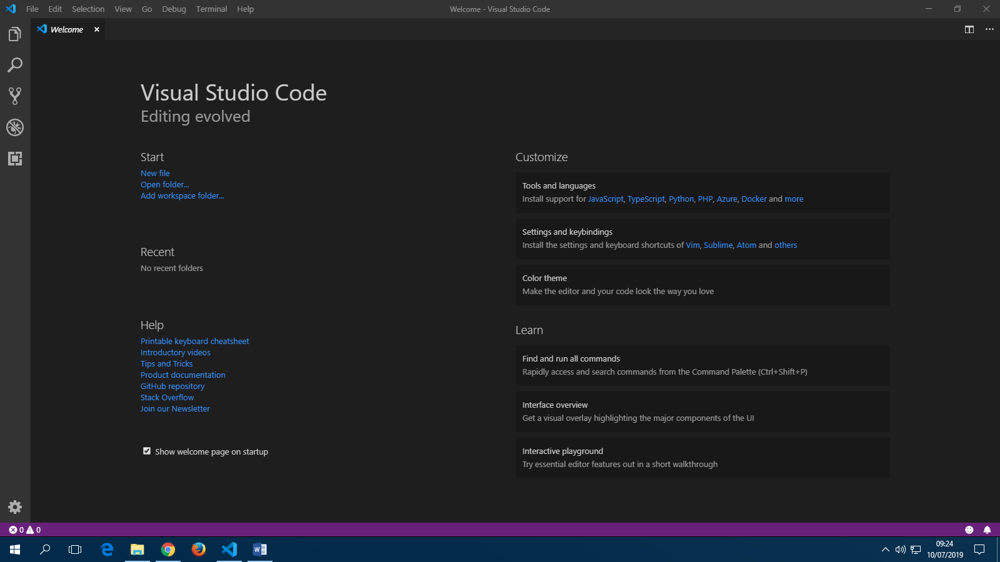 File Edit Selection View Go Debug Terminal Help
Welcome - Visual Studio Code
Welcome
Visual Studio Code
Editing evolved
Start
New file
Open folder...
Add workspace folder...
Recent
No recent folders
Help
Printable keyboard cheatsheet
Introductory videos
Tips and Tricks
Product documentation
GitHub repository
Stack Overflow
Join our Newsletter
Show welcome page on startup
Customize
Tools and languages
Install support for JavaScript, TypeScript, Python, PHP, Azure, Docker and more
Settings and keybindings
Install the settings and keyboard shortcuts of Vim, Sublime, Atom and others
Color theme
Make the editor and your code look the way you love
Learn
Find and run all commands
Rapidly access and search commands from the Command Palette (Ctrl+Shift+P)
Interface overview
Get a visual overlay highlighting the major components of the UI
Interactive playground
Try essential editor features out in a short walkthrough
0 0
09:24
10/07/2019